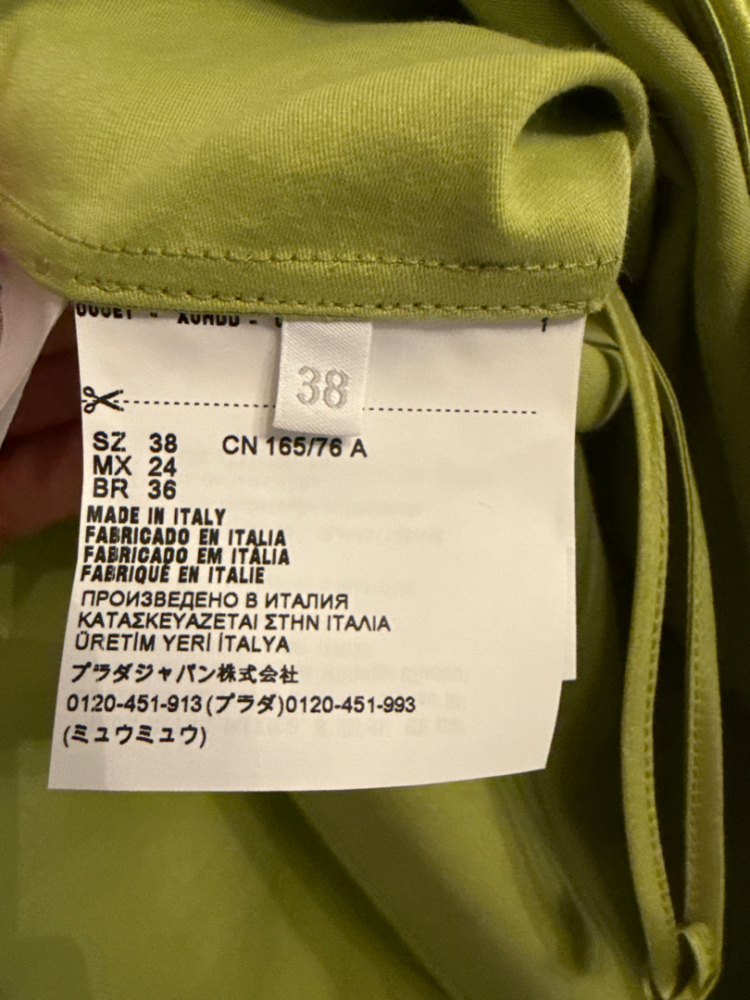 1
38
SZ 38 CN 165/76 A
MX 24
BR 36
MADE IN ITALY
FABRICADO EN ITALIA
FABRICADO EM ITÁLIA
FABRIQUÉ EN ITALIE
ПРОИЗВЕДЕНО В ИТАЛИЯ
ΚΑΤΑΣΚΕΥΑΖΕΤΑΙ ΣΤΗΝ ΙΤΑΛΙΑ
ÜRETİM YERİ İTALYA
プラダジャパン株式会社
0120-451-913(プラダ)0120-451-993
(ミュウミュウ)